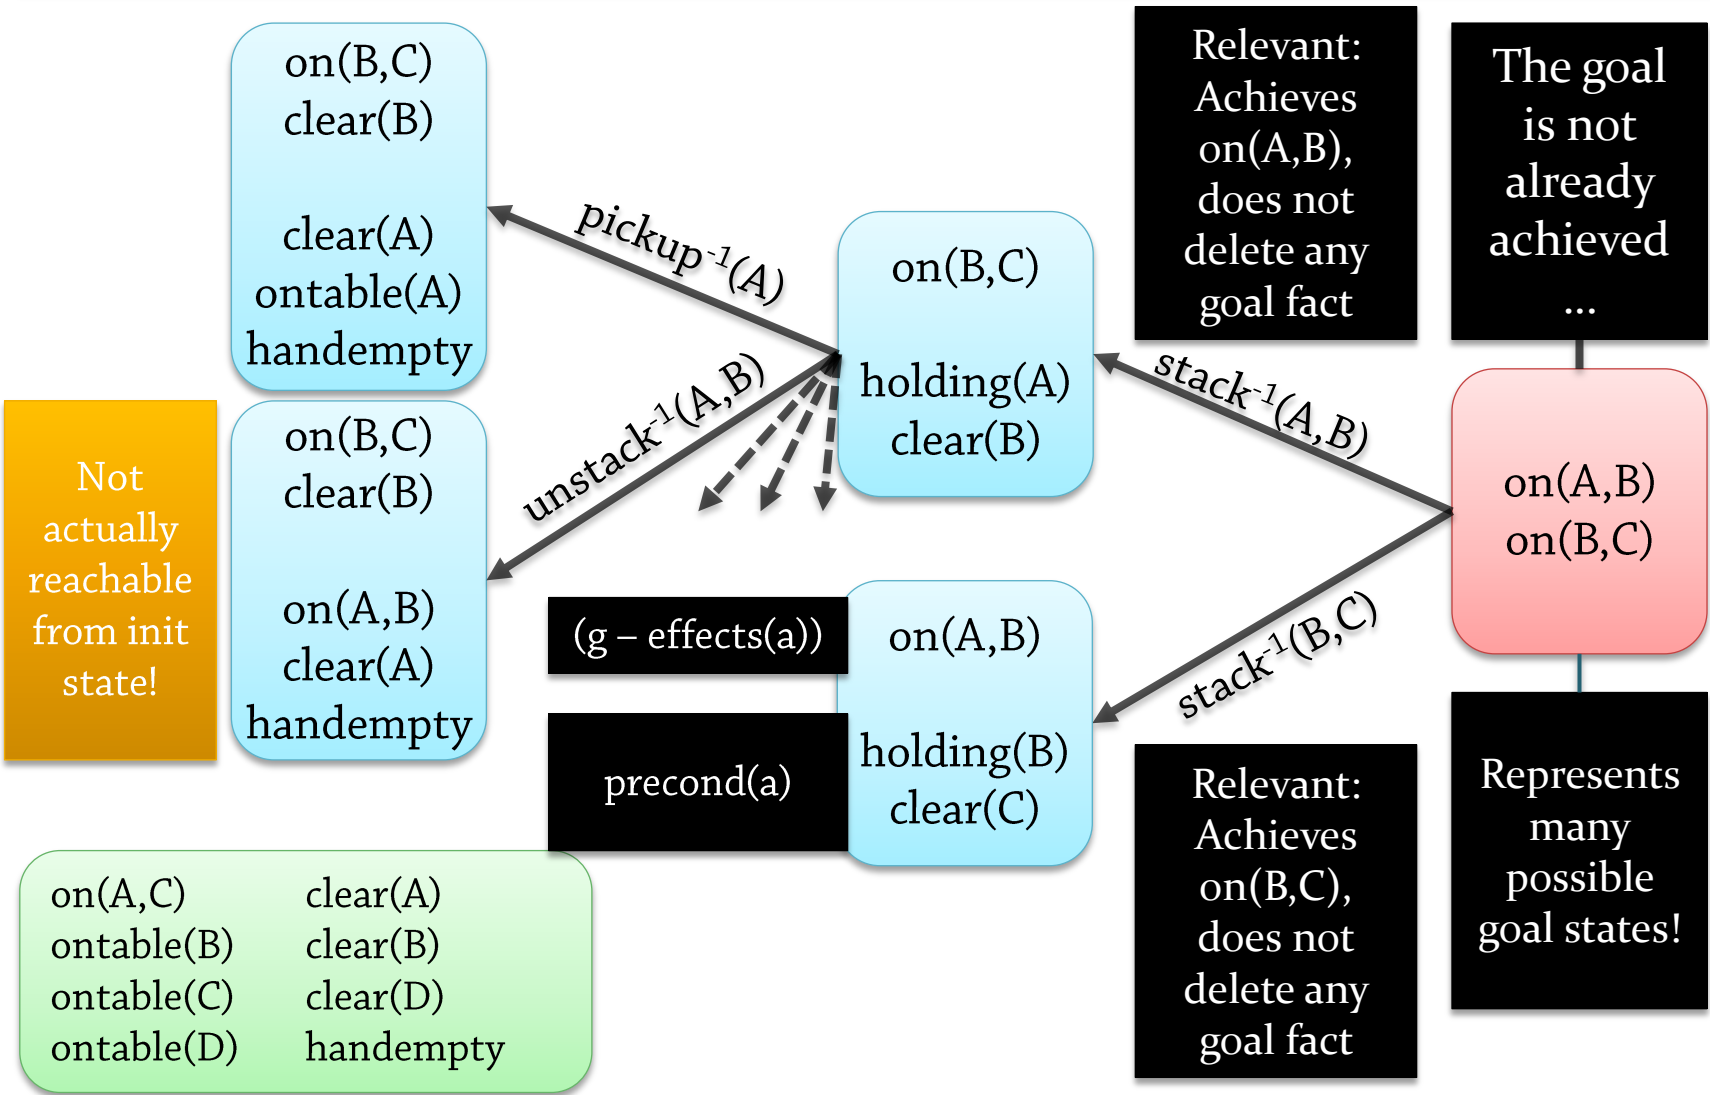 on(B,C)
clear(B)
clear(A)
ontable(A)
handempty
pickup⁻¹(A)
on(B,C)
holding(A)
clear(B)
Relevant:
Achieves
on(A,B),
does not
delete any
goal fact
The goal
is not
already
achieved
...
stack⁻¹(A,B)
unstack⁻¹(A,B)
Not
actually
reachable
from init
state!
on(B,C)
clear(B)
on(A,B)
clear(A)
handempty
on(A,B)
on(B,C)
stack⁻¹(B,C)
(g – effects(a))
precond(a)
on(A,B)
holding(B)
clear(C)
Relevant:
Achieves
on(B,C),
does not
delete any
goal fact
Represents
many
possible
goal states!
on(A,C) clear(A)
ontable(B) clear(B)
ontable(C) clear(D)
ontable(D) handempty